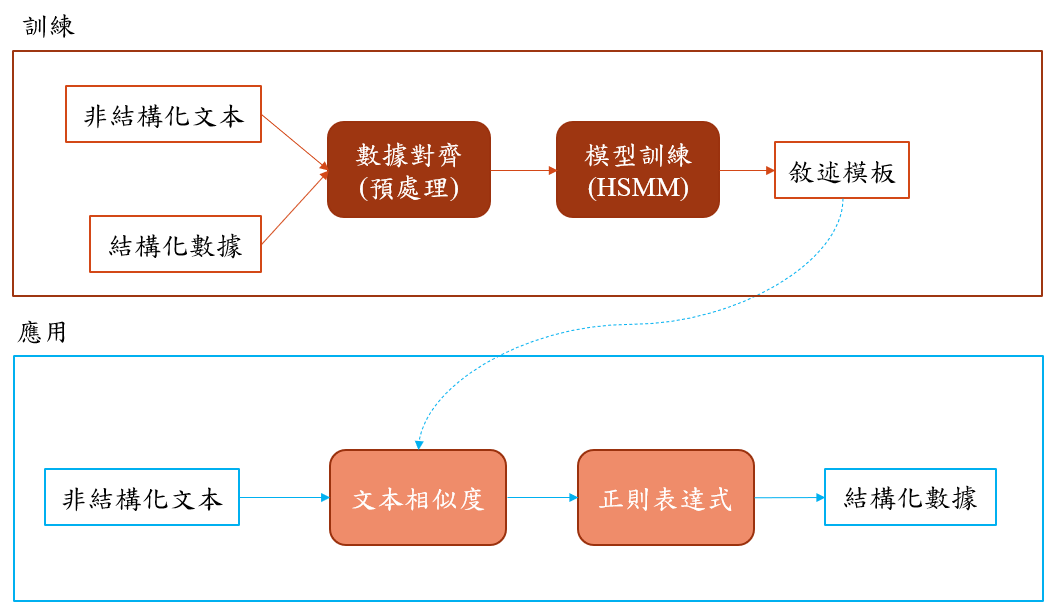 訓練
非結構化文本
結構化數據
數據對齊
(預處理)
模型訓練
(HSMM)
敘述模板
應用
非結構化文本
文本相似度
正則表達式
結構化數據